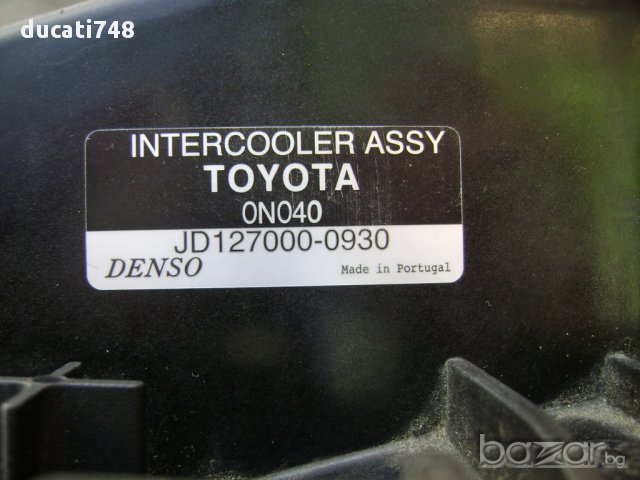 ducati748
INTERCOOLER ASSY
TOYOTA
0N040
JD127000-0930
DENSO
Made in Portugal
bazar.bg